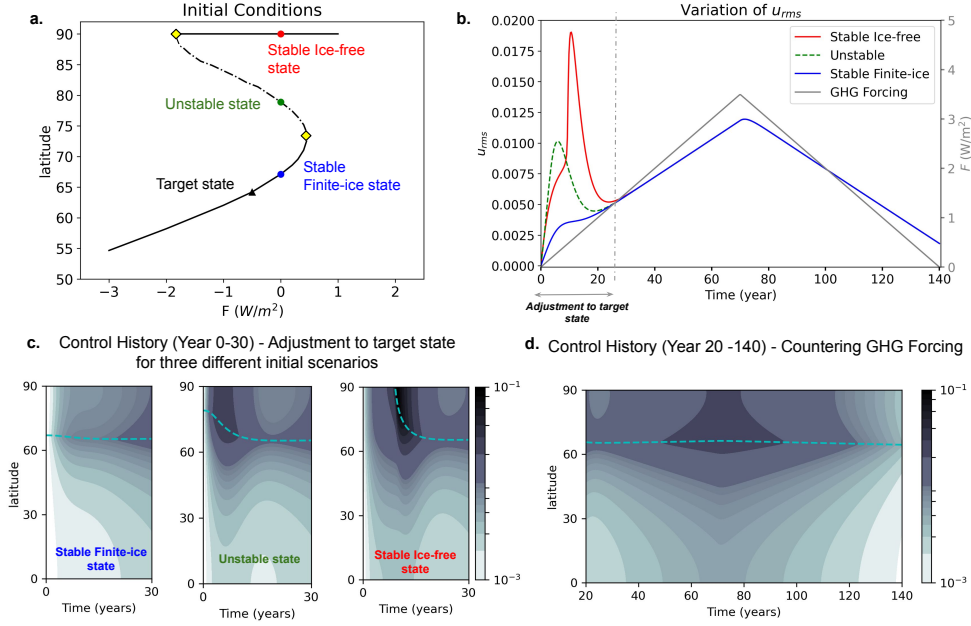 a.
Initial Conditions
90
85
80
75
70
65
60
55
50
latitude
Stable Ice-free
state
Unstable state
Target state
Stable
Finite-ice state
−3
−2
−1
0
1
2
F (W/m²)
b.
Variation of u_rms
0.0200
0.0175
0.0150
0.0125
0.0100
0.0075
0.0050
0.0025
0.0000
u_rms
Stable Ice-free
Unstable
Stable Finite-ice
GHG Forcing
5
4
3
2
1
0
F (W/m²)
0
20
40
60
80
100
120
140
Time (year)
Adjustment to target
state
c.
Control History (Year 0-30) - Adjustment to target state
for three different initial scenarios
90
60
30
0
latitude
Stable Finite-ice
state
0
30
Time (years)
90
60
30
0
Unstable state
0
30
Time (years)
90
60
30
0
Stable Ice-free
state
0
30
Time (years)
10⁻¹
10⁻³
d.
Control History (Year 20 -140) - Countering GHG Forcing
90
60
30
0
latitude
20
40
60
80
100
120
140
Time (years)
10⁻¹
10⁻³